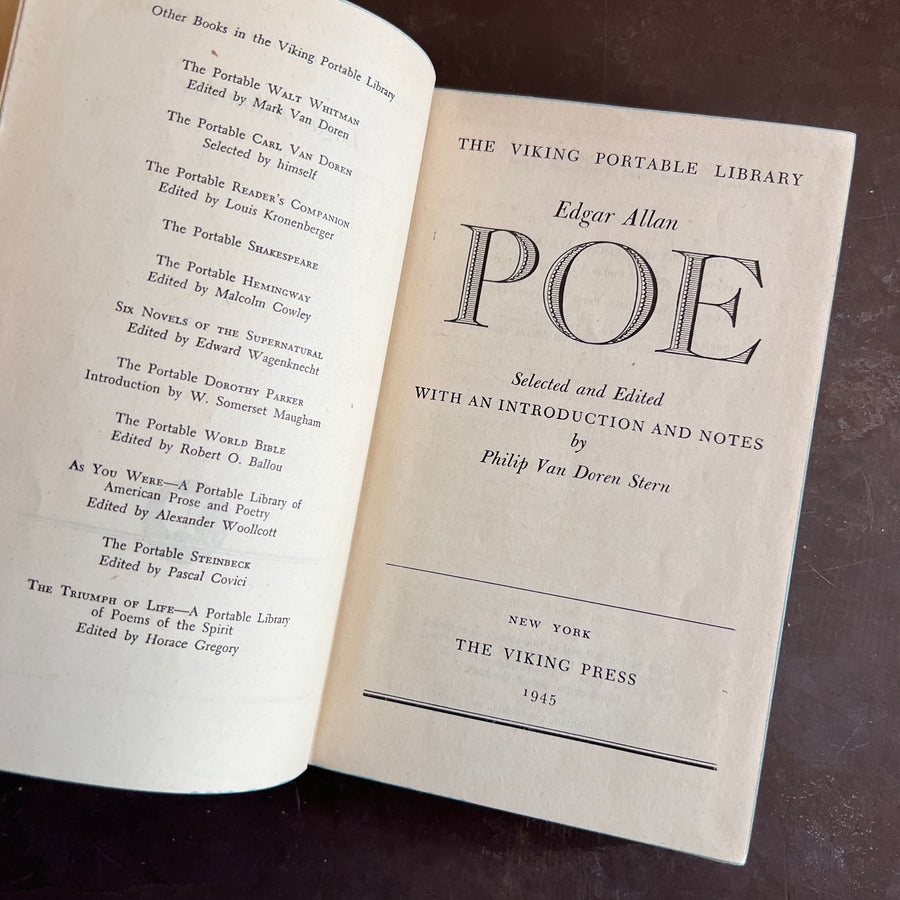 Other Books in the Viking Portable Library
The Portable WALT WHITMAN
Edited by Mark Van Doren
The Portable CARL VAN DOREN
Selected by himself
The Portable READER'S COMPANION
Edited by Louis Kronenberger
The Portable SHAKESPEARE
The Portable HEMINGWAY
Edited by Malcolm Cowley
SIX NOVELS OF THE SUPERNATURAL
Edited by Edward Wagenknecht
The Portable DOROTHY PARKER
Introduction by W. Somerset Maugham
The Portable WORLD BIBLE
Edited by Robert O. Ballou
AS YOU WERE—A Portable Library of
American Prose and Poetry
Edited by Alexander Woollcott
The Portable STEINBECK
Edited by Pascal Covici
THE TRIUMPH OF LIFE—A Portable Library
of Poems of the Spirit
Edited by Horace Gregory
THE VIKING PORTABLE LIBRARY
Edgar Allan
POE
Selected and Edited
WITH AN INTRODUCTION AND NOTES
by
Philip Van Doren Stern
NEW YORK
THE VIKING PRESS
1945